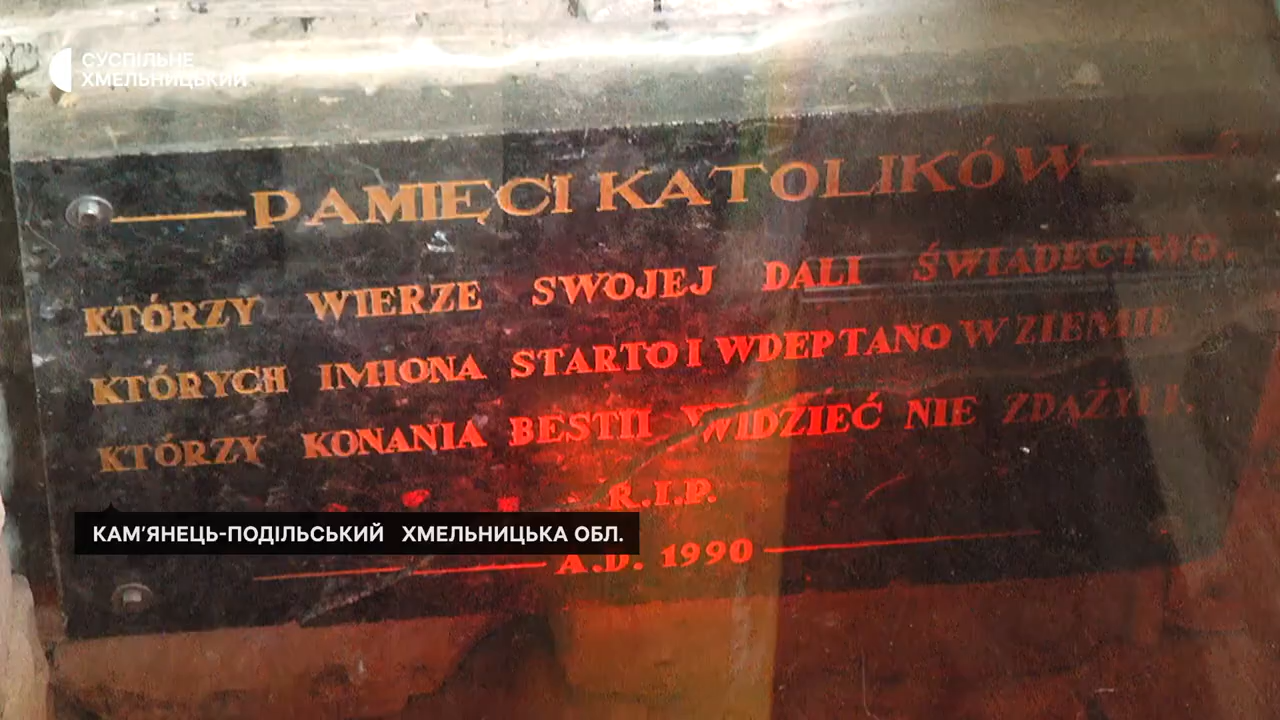 СУСПІЛЬНЕ
ХМЕЛЬНИЦЬКИЙ
PAMIĘCI KATOLIKÓW
KTÓRZY WIERZE SWOJEJ DALI ŚWIADECTWO.
KTÓRYCH IMIONA STARTO I WDEPTANO W ZIEMIE
KTÓRZY KONANIA BESTII WIDZIEĆ NIE ZDĄŻYLI.
R.I.P.
КАМ'ЯНЕЦЬ-ПОДІЛЬСЬКИЙ ХМЕЛЬНИЦЬКА ОБЛ.
A.D. 1990